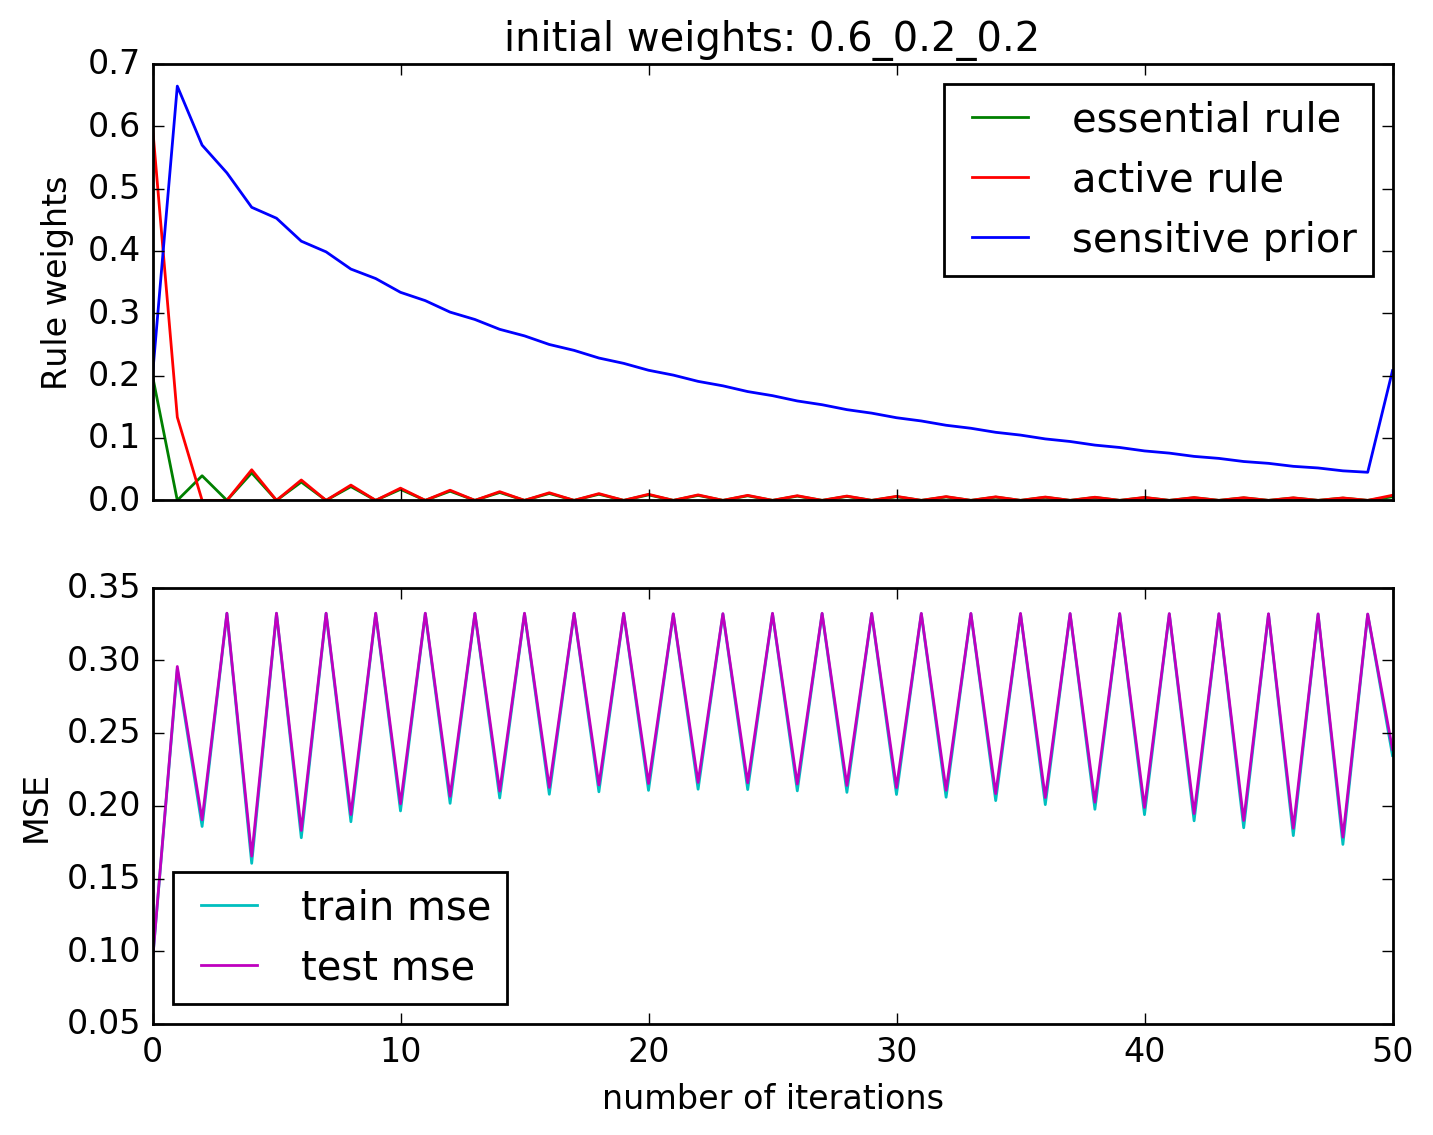 initial weights: 0.6_0.2_0.2
0.7
0.6
0.5
0.4
0.3
0.2
0.1
0.0
Rule weights
essential rule
active rule
sensitive prior
0.35
0.30
0.25
0.20
0.15
0.10
0.05
MSE
train mse
test mse
0 10 20 30 40 50
number of iterations